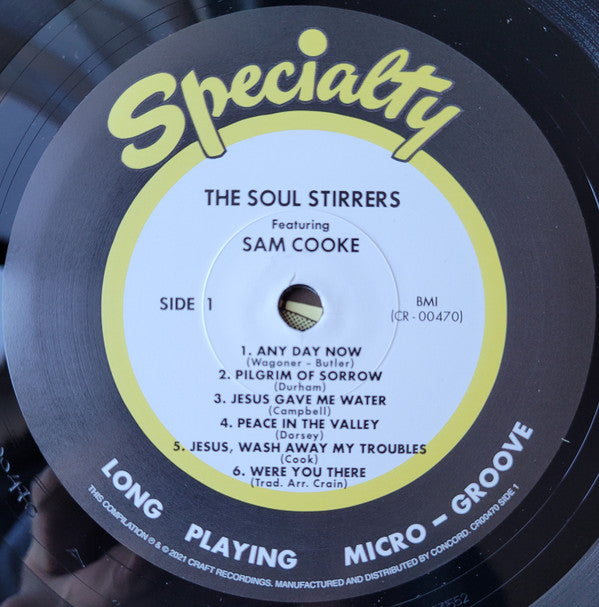 Specialty
THE SOUL STIRRERS
Featuring
SAM COOKE
SIDE 1
BMI
(CR - 00470)
1. ANY DAY NOW
(Wagoner - Butler)
2. PILGRIM OF SORROW
(Durham)
3. JESUS GAVE ME WATER
(Campbell)
4. PEACE IN THE VALLEY
(Dorsey)
5. JESUS, WASH AWAY MY TROUBLES
(Cook)
6. WERE YOU THERE
(Trad. Arr. Crain)
LONG PLAYING MICRO - GROOVE
THIS COMPILATION ℗ & © 2021 CRAFT RECORDINGS. MANUFACTURED AND DISTRIBUTED BY CONCORD. CR00470 SIDE 1